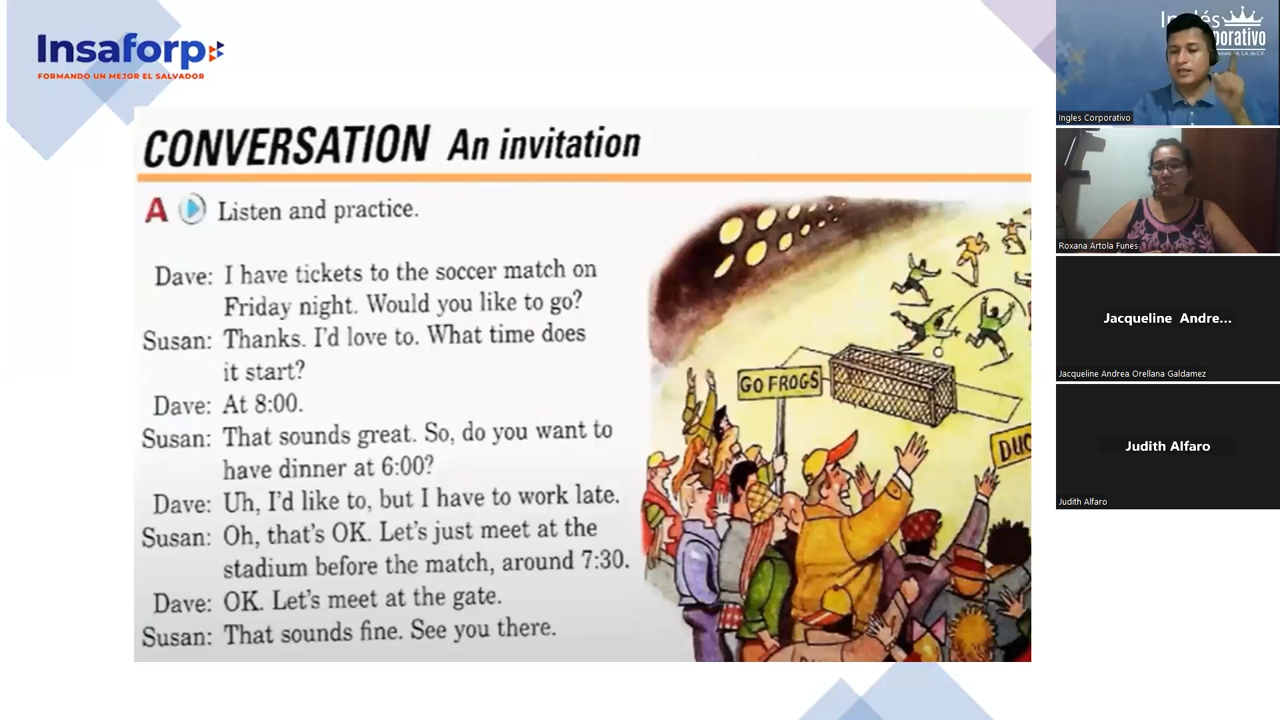 Insaforp
FORMANDO UN MEJOR EL SALVADOR
CONVERSATION An invitation
A Listen and practice.
Dave: I have tickets to the soccer match on
Friday night. Would you like to go?
Susan: Thanks. I'd love to. What time does
it start?
Dave: At 8:00.
Susan: That sounds great. So, do you want to
have dinner at 6:00?
Dave: Uh, I'd like to, but I have to work late.
Susan: Oh, that's OK. Let's just meet at the
stadium before the match, around 7:30.
Dave: OK. Let's meet at the gate.
Susan: That sounds fine. See you there.
GO FROGS
Ingles Corporativo
Roxana Artola Funes
Jacqueline Andre...
Jacqueline Andrea Orellana Galdamez
Judith Alfaro
Judith Alfaro